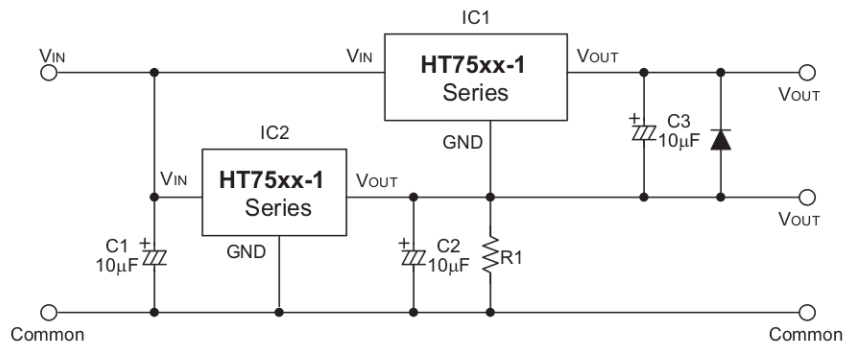 IC1
VIN
VIN
HT75xx-1
Series
VOUT
VOUT
GND
C3
10μF
IC2
VIN
HT75xx-1
Series
VOUT
VOUT
GND
C1
10μF
C2
10μF
R1
Common
Common
+
+
+